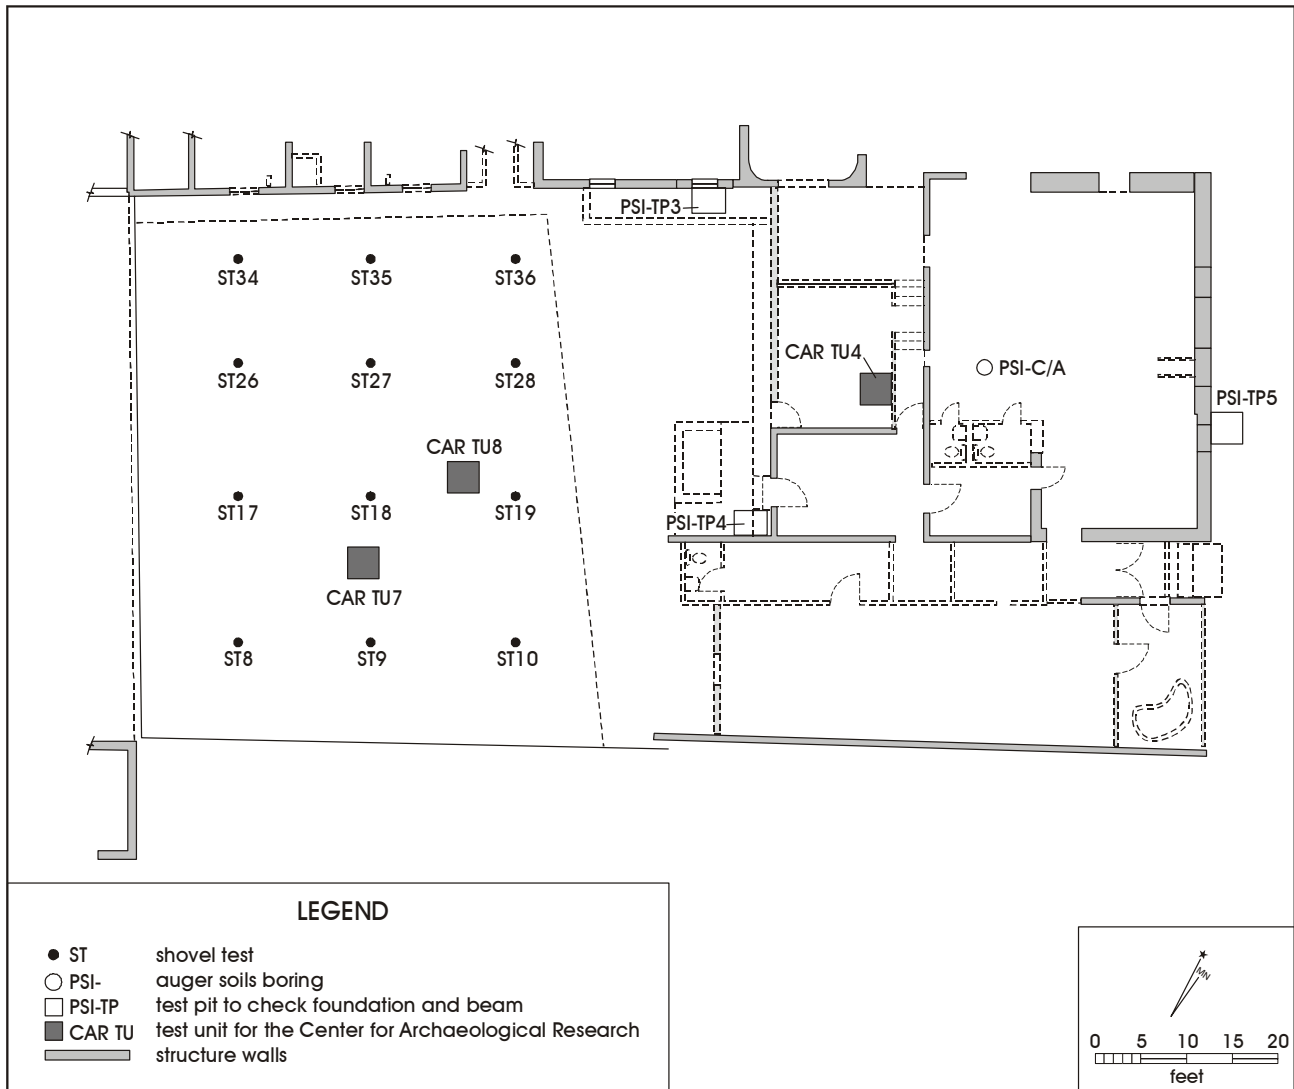 PSI-TP3
ST34 ST35 ST36
CAR TU4
PSI-C/A
ST26 ST27 ST28
PSI-TP5
CAR TU8
ST17 ST18 ST19
PSI-TP4
CAR TU7
ST8 ST9 ST10
LEGEND
ST shovel test
PSI- auger soils boring
PSI-TP test pit to check foundation and beam
CAR TU test unit for the Center for Archaeological Research
structure walls
MN
0 5 10 15 20
feet